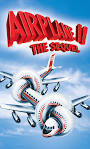 AIRPLANE II
THE SEQUEL